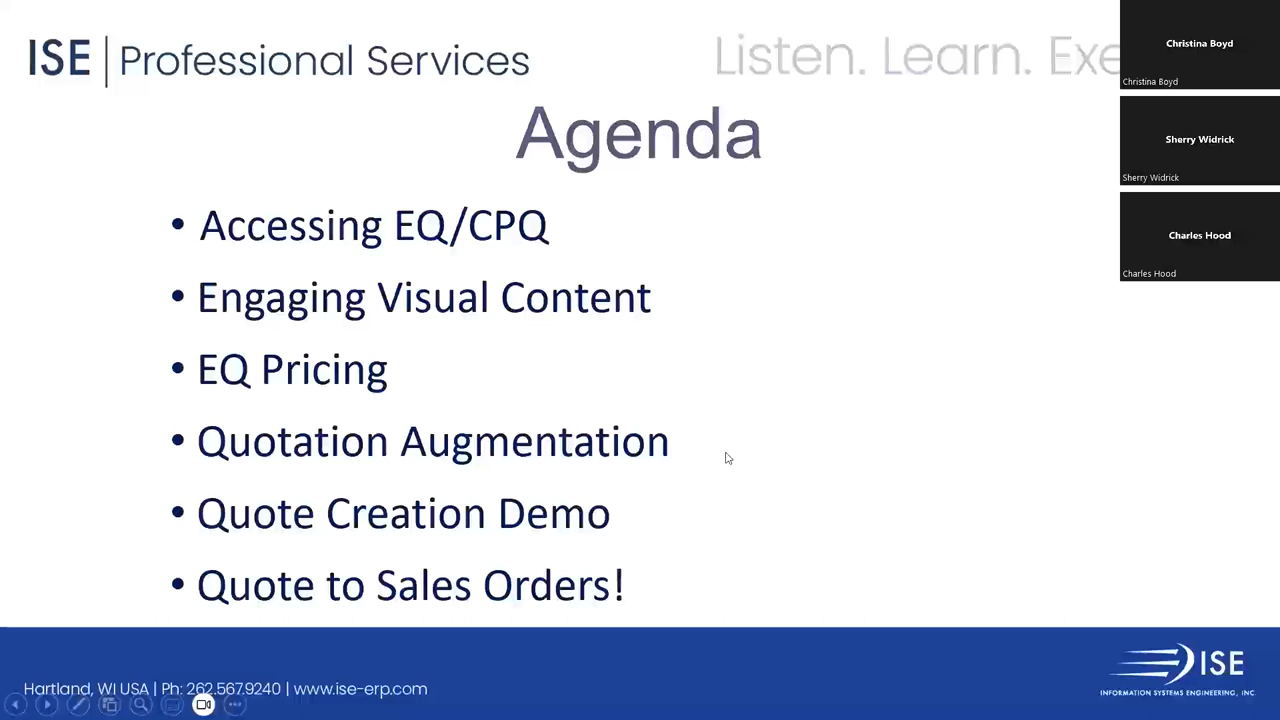 ISE | Professional Services
Listen. Learn. Exe
Agenda
• Accessing EQ/CPQ
• Engaging Visual Content
• EQ Pricing
• Quotation Augmentation
• Quote Creation Demo
• Quote to Sales Orders!
Christina Boyd
Christina Boyd
Sherry Widrick
Sherry Widrick
Charles Hood
Charles Hood
Hartland, WI USA | Ph: 262.567.9240 | www.ise-erp.com
ISE
INFORMATION SYSTEMS ENGINEERING, INC.